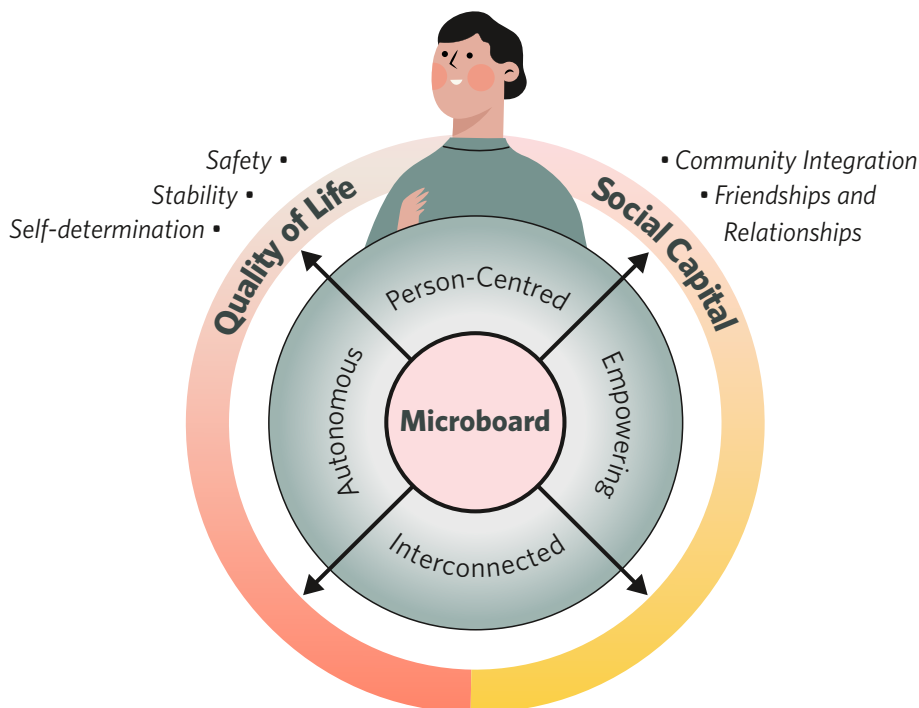 Safety ▪
Stability ▪
Self-determination ▪
Quality of Life
▪ Community Integration
▪ Friendships and
Relationships
Social Capital
Person-Centred
Autonomous
Microboard
Empowering
Interconnected